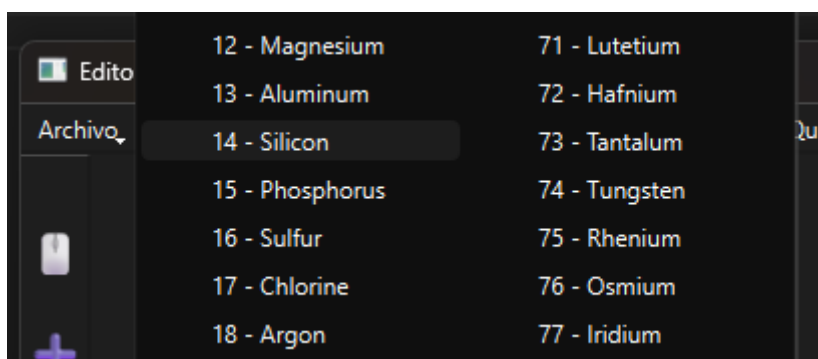 Edito
Archivo
12 - Magnesium
13 - Aluminum
14 - Silicon
15 - Phosphorus
16 - Sulfur
17 - Chlorine
18 - Argon
71 - Lutetium
72 - Hafnium
73 - Tantalum
74 - Tungsten
75 - Rhenium
76 - Osmium
77 - Iridium
Qu